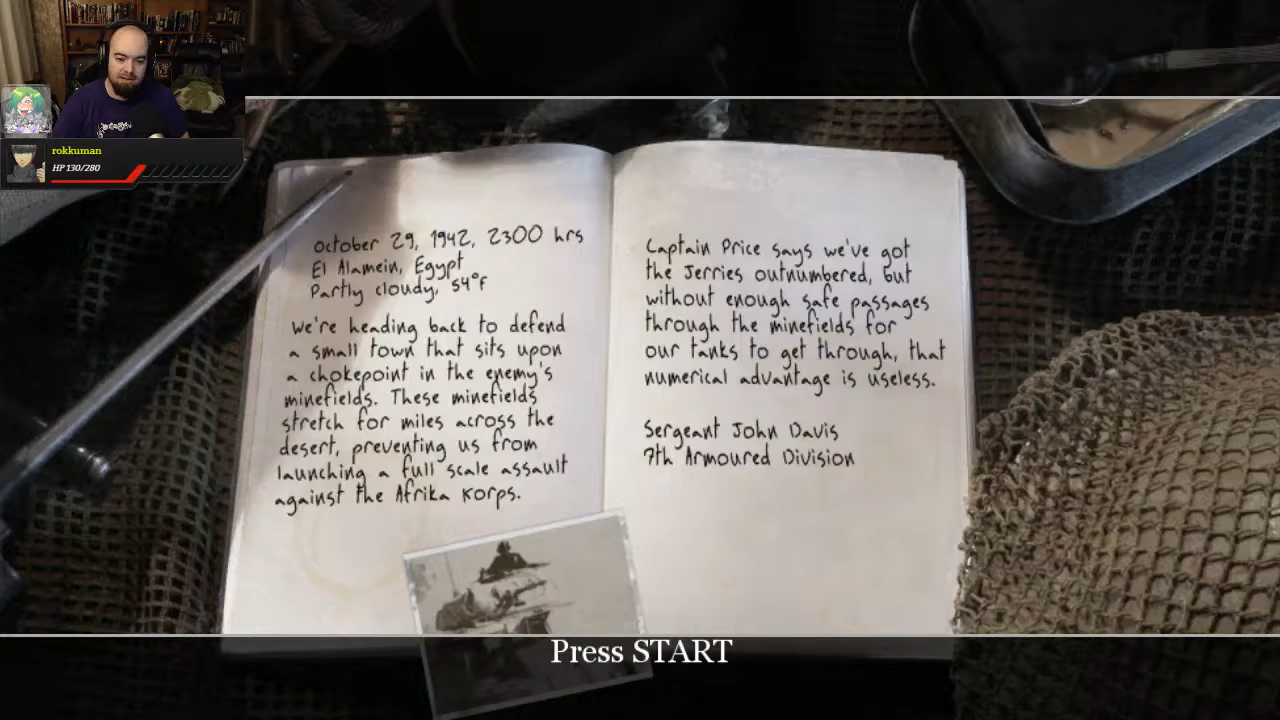 rokkuman
HP 130/280
October 29, 1942, 2300 hrs
El Alamein, Egypt
Partly cloudy, 54°F
We're heading back to defend
a small town that sits upon
a chokepoint in the enemy's
minefields. These minefields
stretch for miles across the
desert, preventing us from
launching a full scale assault
against the Afrika Korps.
Captain Price says we've got
the Jerries outnumbered, but
without enough safe passages
through the minefields for
our tanks to get through, that
numerical advantage is useless.
Sergeant John Davis
7th Armoured Division
Press START